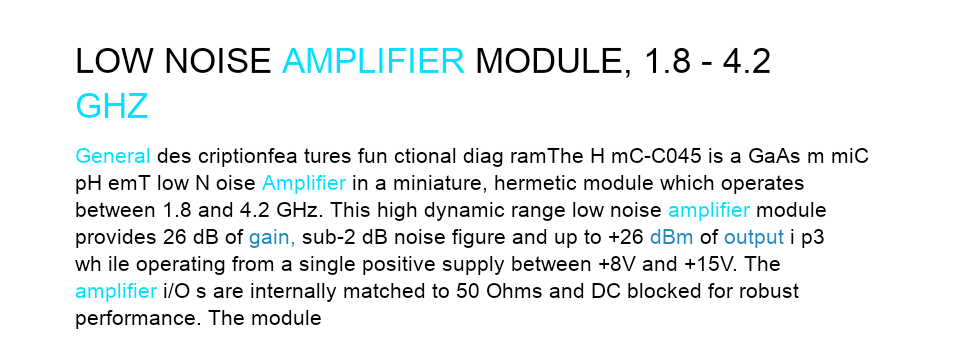 LOW NOISE AMPLIFIER MODULE, 1.8 - 4.2
GHZ
General des criptionfea tures fun ctional diag ramThe H mC-C045 is a GaAs m miC
pH emT low N oise Amplifier in a miniature, hermetic module which operates
between 1.8 and 4.2 GHz. This high dynamic range low noise amplifier module
provides 26 dB of gain, sub-2 dB noise figure and up to +26 dBm of output i p3
wh ile operating from a single positive supply between +8V and +15V. The
amplifier i/O s are internally matched to 50 Ohms and DC blocked for robust
performance. The module